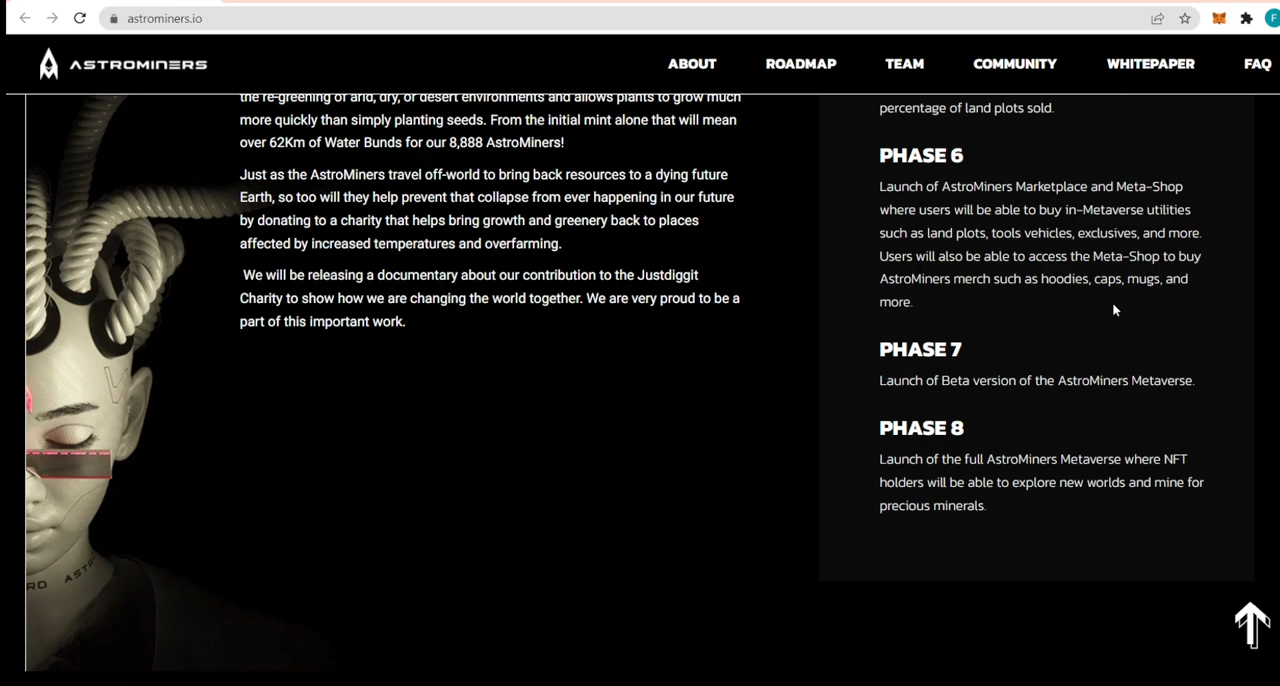 astrominers.io
F
ASTROMINERS
ABOUT
ROADMAP
TEAM
COMMUNITY
WHITEPAPER
FAQ
the re-greening of arid, dry, or desert environments and allows plants to grow much
more quickly than simply planting seeds. From the initial mint alone that will mean
over 62Km of Water Bunds for our 8,888 AstroMiners!
Just as the AstroMiners travel off-world to bring back resources to a dying future
Earth, so too will they help prevent that collapse from ever happening in our future
by donating to a charity that helps bring growth and greenery back to places
affected by increased temperatures and overfarming.
We will be releasing a documentary about our contribution to the Justdiggit
Charity to show how we are changing the world together. We are very proud to be a
part of this important work.
percentage of land plots sold.
PHASE 6
Launch of AstroMiners Marketplace and Meta-Shop
where users will be able to buy in-Metaverse utilities
such as land plots, tools vehicles, exclusives, and more.
Users will also be able to access the Meta-Shop to buy
AstroMiners merch such as hoodies, caps, mugs, and
more.
PHASE 7
Launch of Beta version of the AstroMiners Metaverse.
PHASE 8
Launch of the full AstroMiners Metaverse where NFT
holders will be able to explore new worlds and mine for
precious minerals.